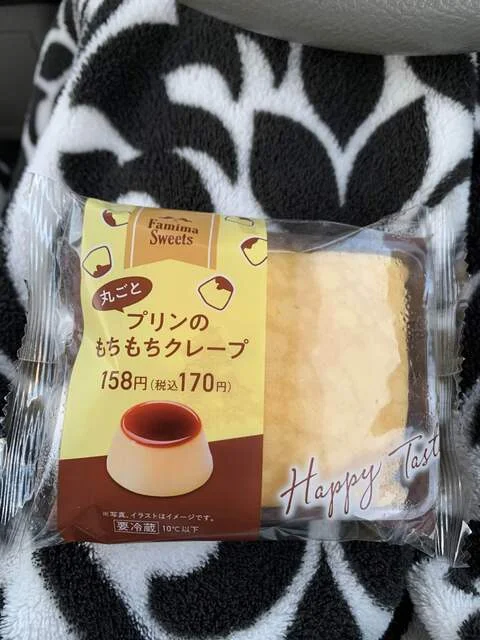 Famima
Sweets
丸ごと
プリンの
もちもちクレープ
158円(税込170円)
※写真、イラストはイメージです。
要冷蔵 10℃以下
Happy Tast